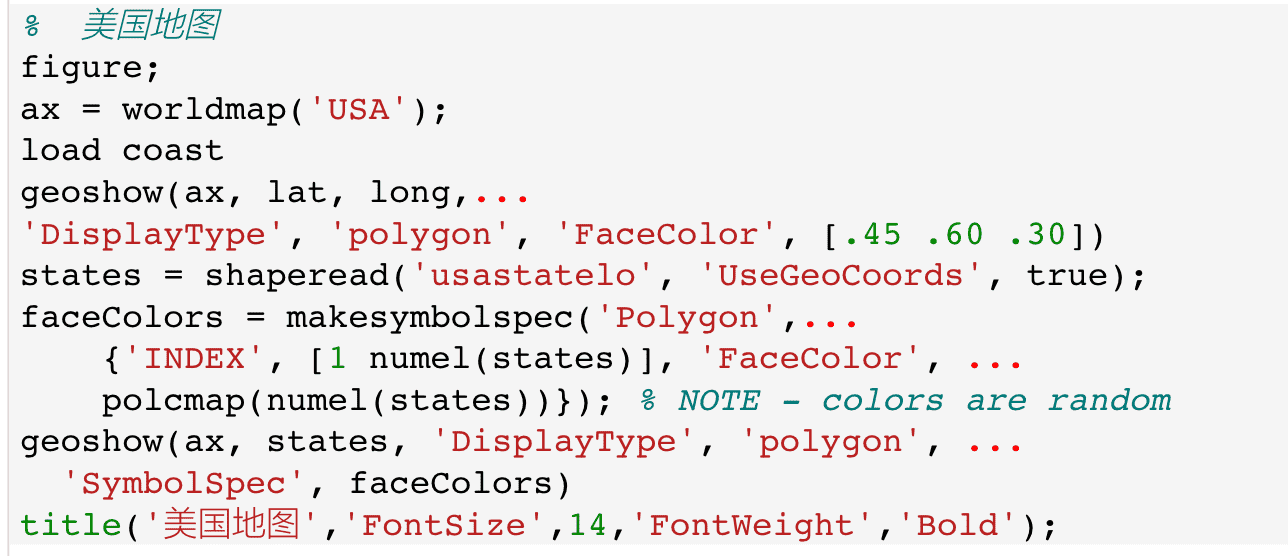 %  美国地图
figure;
ax = worldmap('USA');
load coast
geoshow(ax, lat, long,...
'DisplayType', 'polygon', 'FaceColor', [.45 .60 .30])
states = shaperead('usastatelo', 'UseGeoCoords', true);
faceColors = makesymbolspec('Polygon',...
    {'INDEX', [1 numel(states)], 'FaceColor', ...
    polcmap(numel(states))}); % NOTE - colors are random
geoshow(ax, states, 'DisplayType', 'polygon', ...
  'SymbolSpec', faceColors)
title('美国地图','FontSize',14,'FontWeight','Bold');